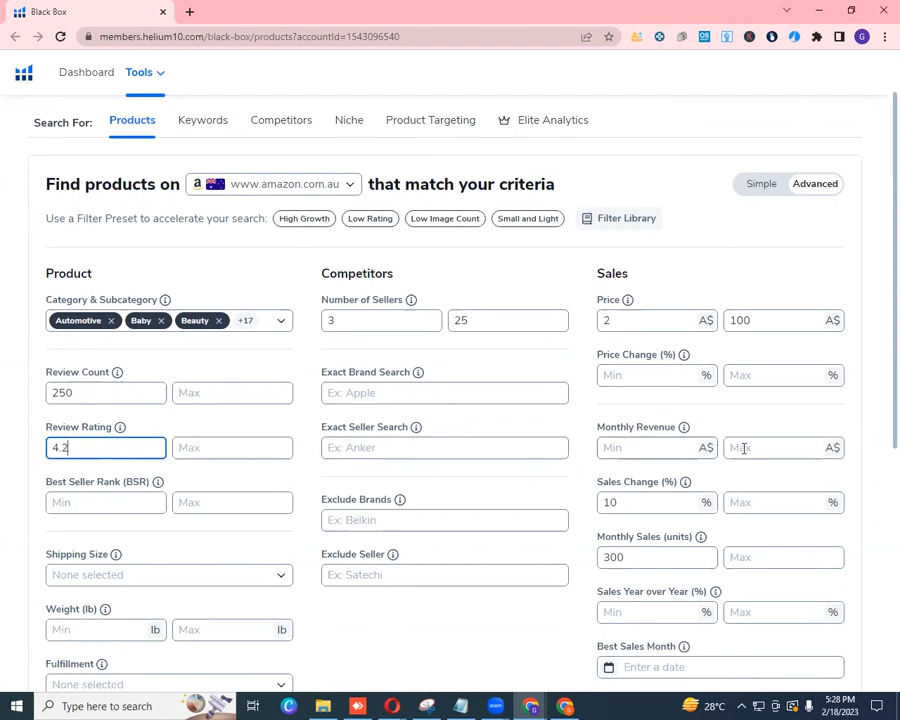 Black Box
members.helium10.com/black-box/products?accountId=1543096540
Dashboard Tools
Search For: Products Keywords Competitors Niche Product Targeting Elite Analytics
Find products on www.amazon.com.au that match your criteria Simple Advanced
Use a Filter Preset to accelerate your search: High Growth Low Rating Low Image Count Small and Light Filter Library
Product Competitors Sales
Category & Subcategory Number of Sellers Price
Automotive Baby Beauty +17 3 25 2 A$ 100 A$
Price Change (%)
Review Count Exact Brand Search Min % Max %
250 Max Ex: Apple
Review Rating Exact Seller Search Monthly Revenue
4.2 Max Ex: Anker Min A$ Max A$
Best Seller Rank (BSR) Sales Change (%)
Min Max Exclude Brands 10 % Max %
Ex: Belkin
Monthly Sales (units)
Shipping Size Exclude Seller 300 Max
None selected Ex: Satechi
Sales Year over Year (%)
Weight (lb) Min % Max %
Min lb Max lb
Best Sales Month
Fulfillment Enter a date
None selected
Type here to search 28°C 5:28 PM
2/18/2023